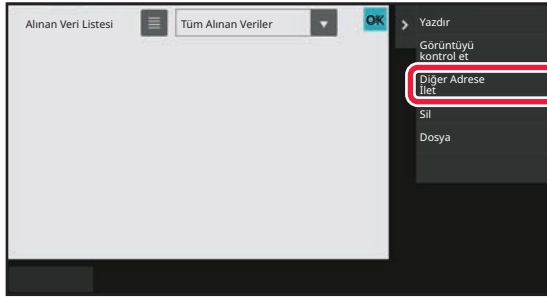 Alınan Veri Listesi
Tüm Alınan Veriler
OK
Yazdır
Görüntüyü
kontrol et
Diğer Adrese
İlet
Sil
Dosya